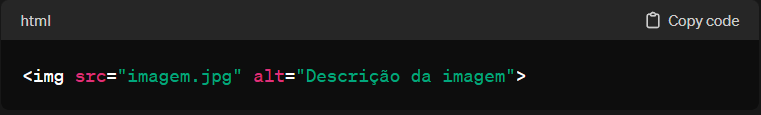 html
Copy code
<img src="imagem.jpg" alt="Descrição da imagem">